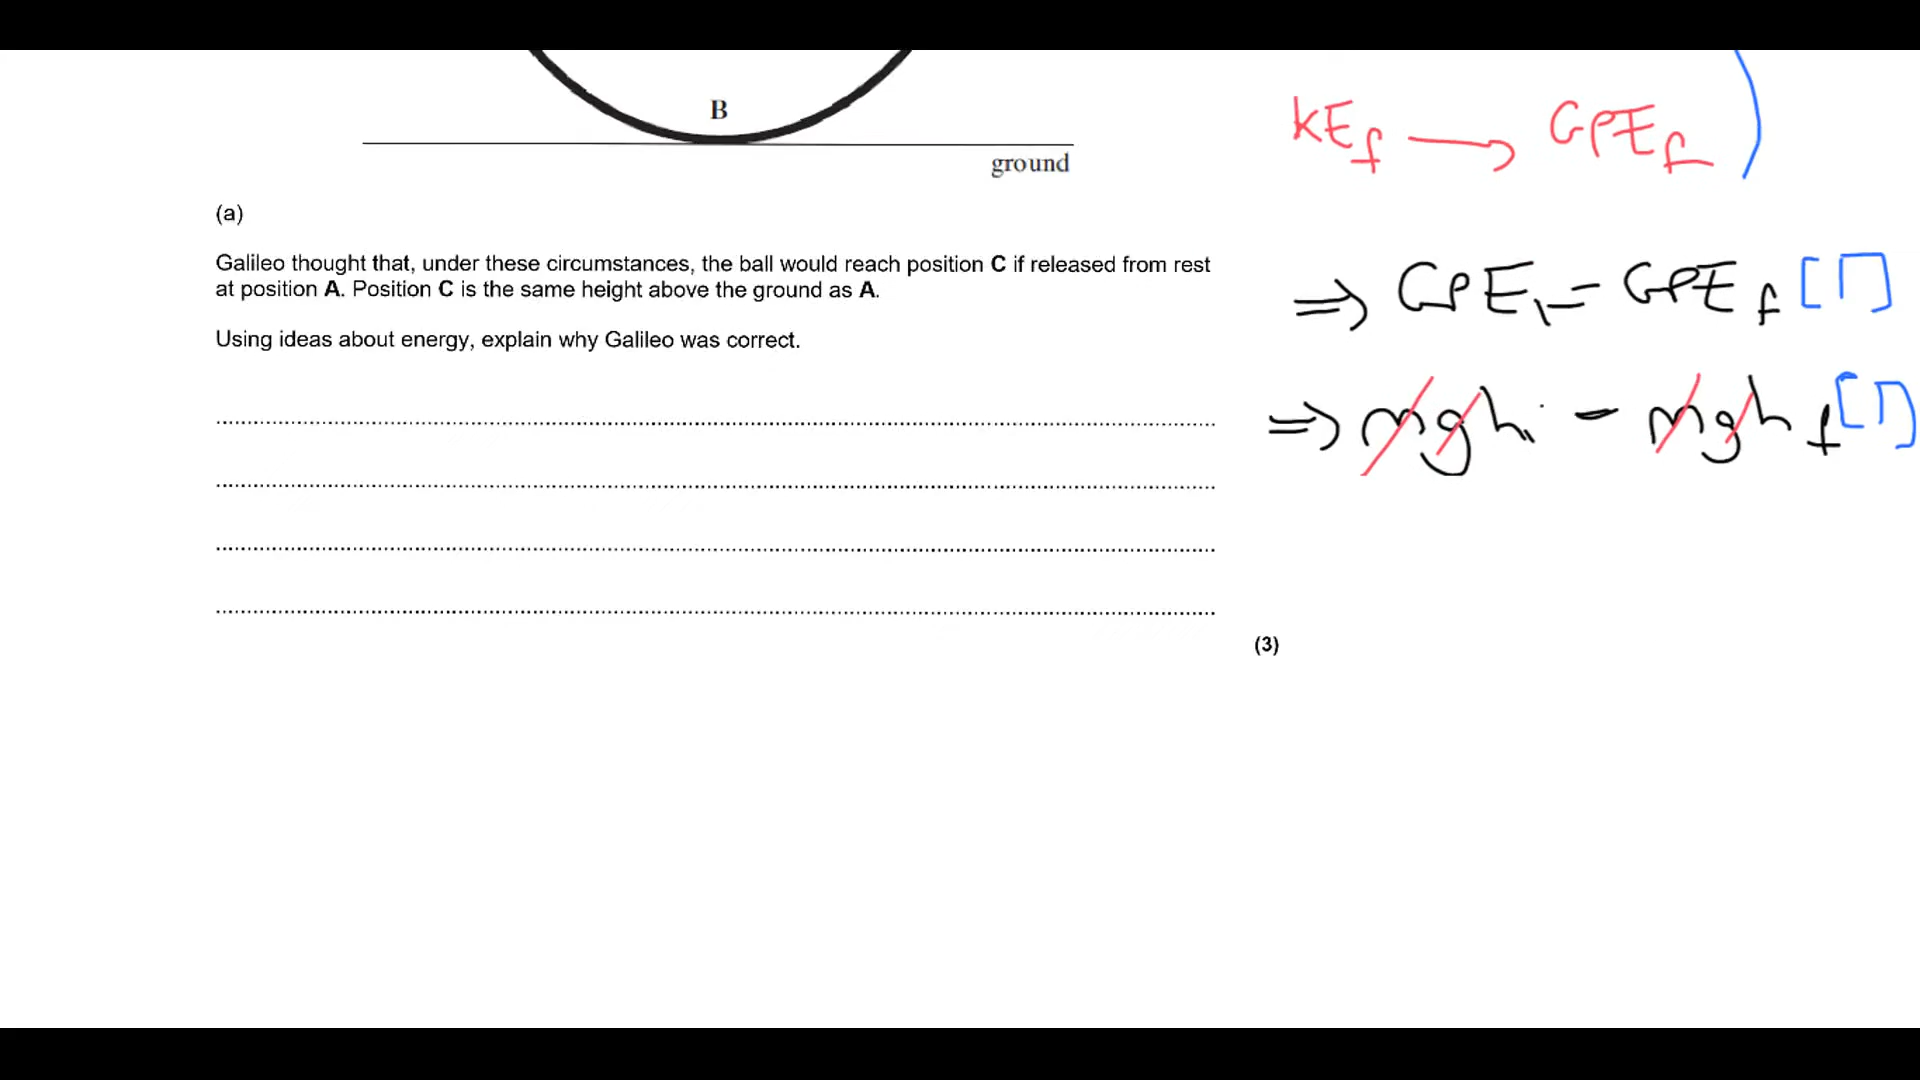 B
ground
(a)
Galileo thought that, under these circumstances, the ball would reach position C if released from rest
at position A. Position C is the same height above the ground as A.
Using ideas about energy, explain why Galileo was correct.
(3)
KEf → GPEf
⇒ GPEi = GPEf [1]
⇒ mghi = mghf [1]